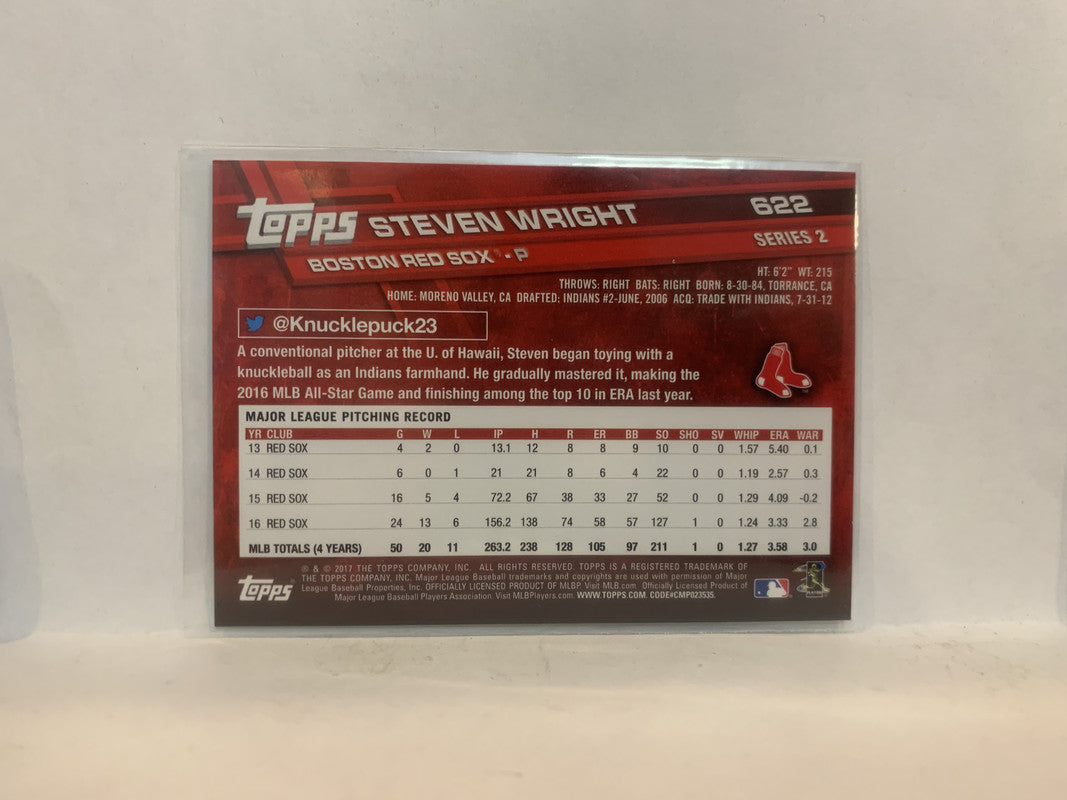 TOPPS STEVEN WRIGHT 622
BOSTON RED SOX - P SERIES 2
HT: 6'2" WT: 215
THROWS: RIGHT BATS: RIGHT BORN: 8-30-84, TORRANCE, CA
HOME: MORENO VALLEY, CA DRAFTED: INDIANS #2-JUNE, 2006 ACQ: TRADE WITH INDIANS, 7-31-12
@Knucklepuck23
A conventional pitcher at the U. of Hawaii, Steven began toying with a
knuckleball as an Indians farmhand. He gradually mastered it, making the
2016 MLB All-Star Game and finishing among the top 10 in ERA last year.
MAJOR LEAGUE PITCHING RECORD
YR CLUB G W L IP H R ER BB SO SHO SV WHIP ERA WAR
13 RED SOX 4 2 0 13.1 12 8 8 9 10 0 0 1.57 5.40 0.1
14 RED SOX 6 0 1 21 21 8 6 4 22 0 0 1.19 2.57 0.3
15 RED SOX 16 5 4 72.2 67 38 33 27 52 0 0 1.29 4.09 -0.2
16 RED SOX 24 13 6 156.2 138 74 58 57 127 1 0 1.24 3.33 2.8
MLB TOTALS (4 YEARS) 50 20 11 263.2 238 128 105 97 211 1 0 1.27 3.58 3.0
® & © 2017 THE TOPPS COMPANY, INC. ALL RIGHTS RESERVED. TOPPS IS A REGISTERED TRADEMARK OF
THE TOPPS COMPANY, INC. Major League Baseball trademarks and copyrights are used with permission of Major
League Baseball Properties, Inc. OFFICIALLY LICENSED PRODUCT OF MLBP. Visit MLB.com. Officially Licensed Product of
Major League Baseball Players Association. Visit MLBPlayers.com. WWW.TOPPS.COM. CODE#CMP023535.
TOPPS